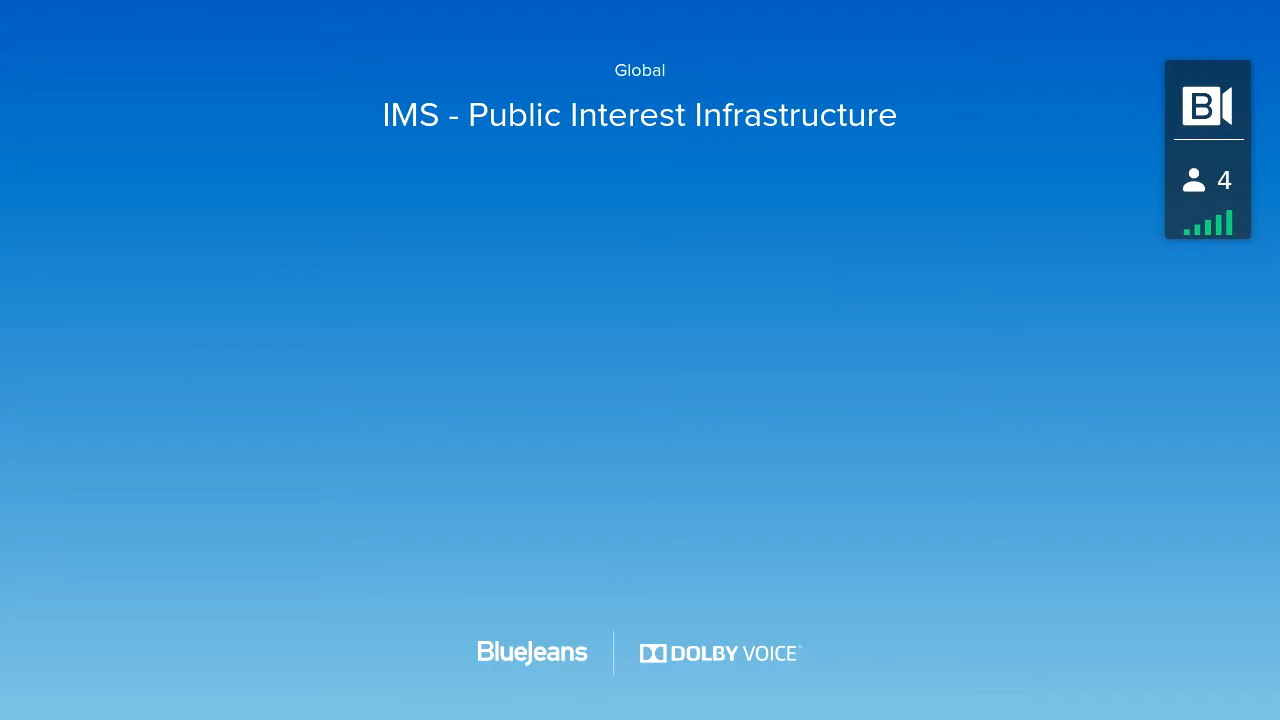 Global
IMS - Public Interest Infrastructure
B
4
BlueJeans
DOLBY VOICE